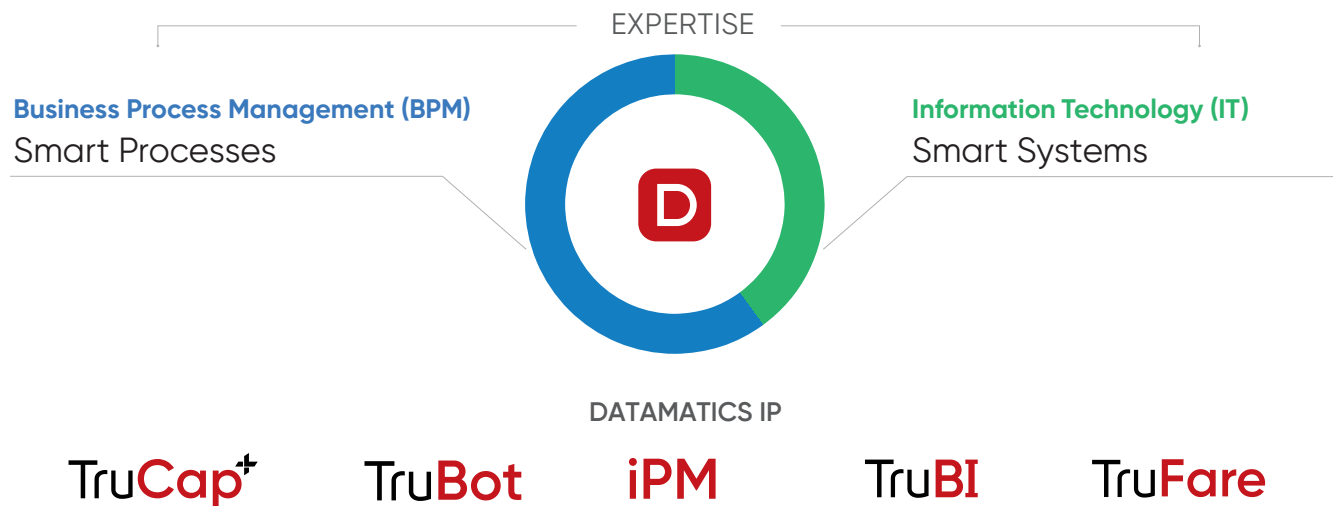 EXPERTISE
Business Process Management (BPM)
Smart Processes
Information Technology (IT)
Smart Systems
D
DATAMATICS IP
TruCap+
TruBot
iPM
TruBI
TruFare